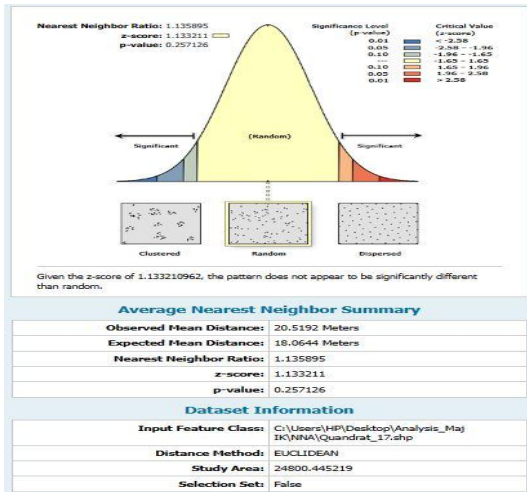 Nearest Neighbor Ratio: 1.135895
z-score: 1.133211
p-value: 0.257126
Significance Level
(p-value)
Critical Value
(z-score)
0.01 < -2.58
0.05 -2.58 - -1.96
0.10 -1.96 - -1.65
--- -1.65 - 1.65
0.10 1.65 - 1.96
0.05 1.96 - 2.58
0.01 > 2.58
Significant
(Random)
Significant
Clustered
Random
Dispersed
Given the z-score of 1.133210962, the pattern does not appear to be significantly different
than random.
Average Nearest Neighbor Summary
Observed Mean Distance: 20.5192 Meters
Expected Mean Distance: 18.0644 Meters
Nearest Neighbor Ratio: 1.135895
z-score: 1.133211
p-value: 0.257126
Dataset Information
Input Feature Class: C:\Users\HP\Desktop\Analysis_Maj
IK\NNA\Quandrat_17.shp
Distance Method: EUCLIDEAN
Study Area: 24800.445219
Selection Set: False